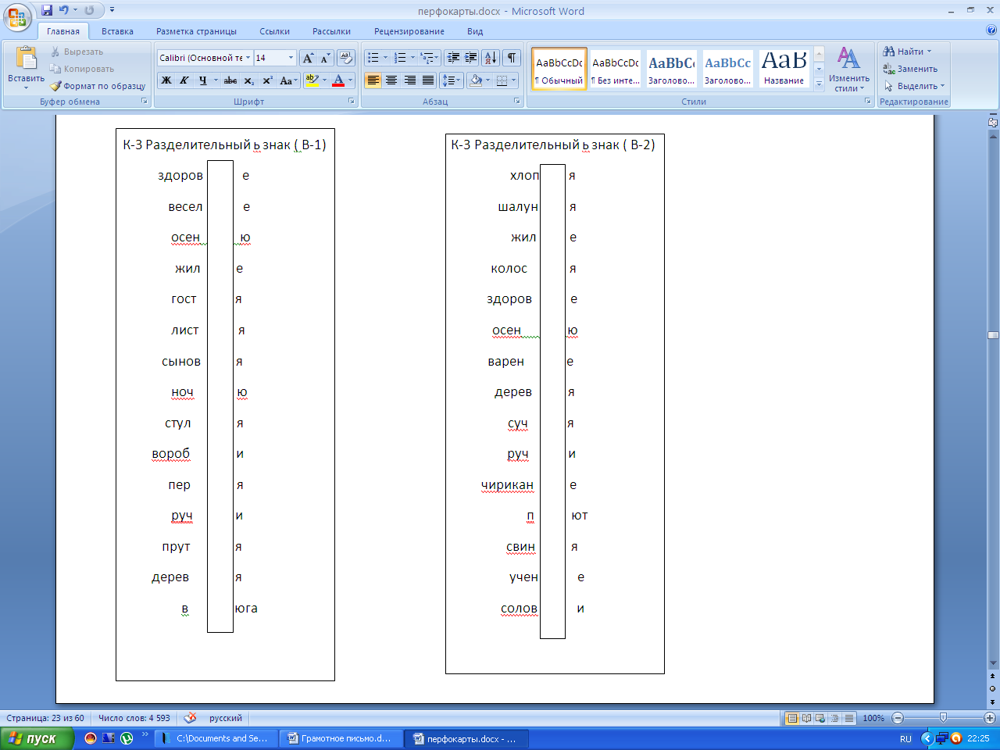 перфокарты.docx - Microsoft Word
Главная Вставка Разметка страницы Ссылки Рассылки Рецензирование Вид
Вставить
Вырезать
Копировать
Формат по образцу
Буфер обмена
Calibri (Основной те 14
Ж К Ч abc x₂ x² Aa
Шрифт
Абзац
AaBbCcDc AaBbCcDc AaBbC AaBbCc AaB
¶ Обычный ¶ Без инте... Заголово... Заголово... Название
Изменить стили
Стили
Найти
Заменить
Выделить
Редактирование
К-3 Разделительный ь знак ( В-1)
здоров е
весел е
осен ю
жил е
гост я
лист я
сынов я
ноч ю
стул я
вороб и
пер я
руч и
прут я
дерев я
в юга
К-3 Разделительный ь знак ( В-2)
хлоп я
шалун я
жил е
колос я
здоров е
осен ю
варен е
дерев я
суч я
руч и
чирикан е
п ют
свин я
учен е
солов и
Страница: 23 из 60 Число слов: 4 593 русский 100%
пуск C:\Documents and Se... Грамотное письмо.d... перфокарты.docx - ... RU 22:25